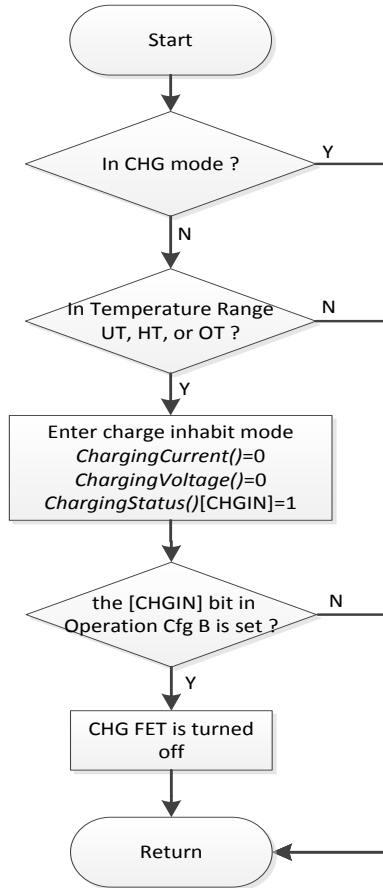 Start
In CHG mode ?
Y
N
In Temperature Range
UT, HT, or OT ?
N
Y
Enter charge inhabit mode
ChargingCurrent()=0
ChargingVoltage()=0
ChargingStatus()[CHGIN]=1
the [CHGIN] bit in
Operation Cfg B is set ?
N
Y
CHG FET is turned
off
Return